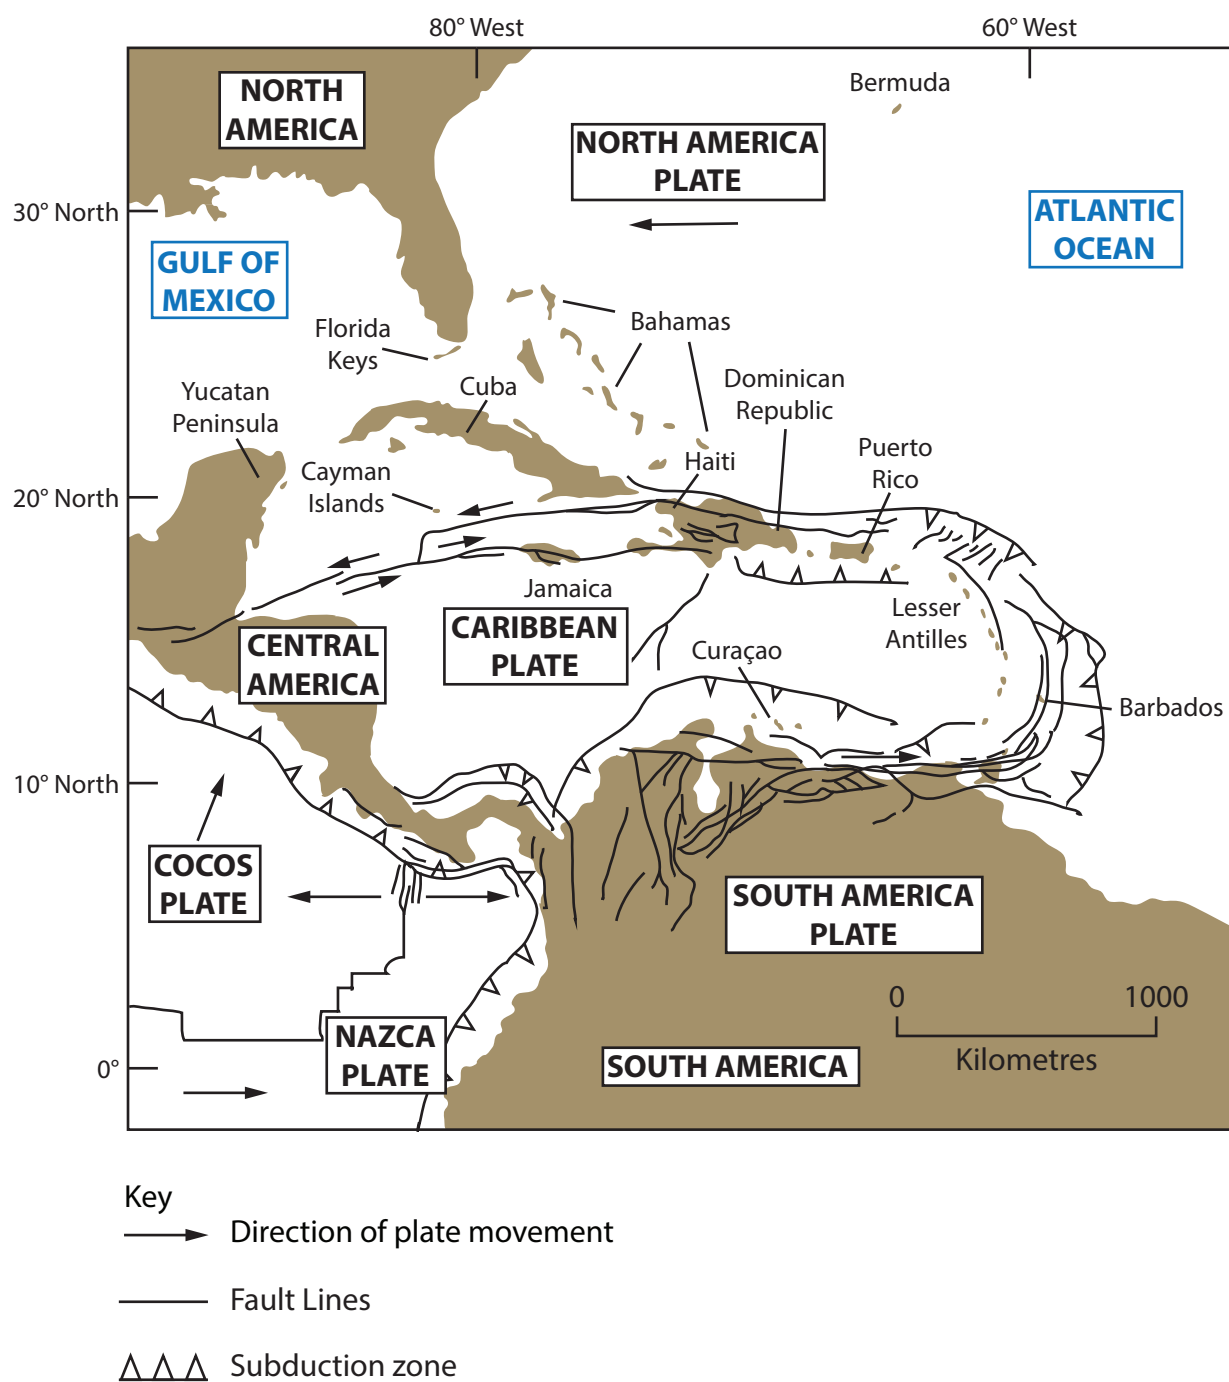 80° West
60° West
NORTH
AMERICA
Bermuda
NORTH AMERICA
PLATE
30° North
ATLANTIC
OCEAN
GULF OF
MEXICO
Florida
Keys
Bahamas
Yucatan
Peninsula
Cuba
Dominican
Republic
Cayman
Islands
Haiti
Puerto
Rico
20° North
Jamaica
Lesser
Antilles
CARIBBEAN
PLATE
CENTRAL
AMERICA
Curaçao
Barbados
10° North
COCOS
PLATE
SOUTH AMERICA
PLATE
0
1000
Kilometres
NAZCA
PLATE
SOUTH AMERICA
0°
Key
Direction of plate movement
Fault Lines
Subduction zone